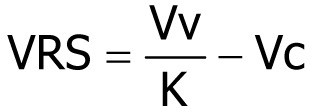 VRS = Vv / K − Vc